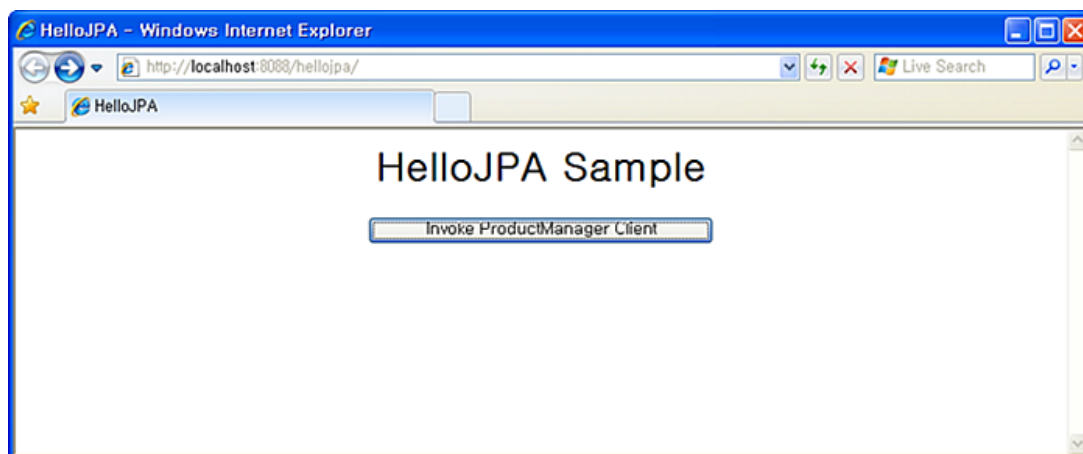 HelloJPA - Windows Internet Explorer
http://localhost:8088/hellojpa/
Live Search
HelloJPA
HelloJPA Sample
Invoke ProductManager Client